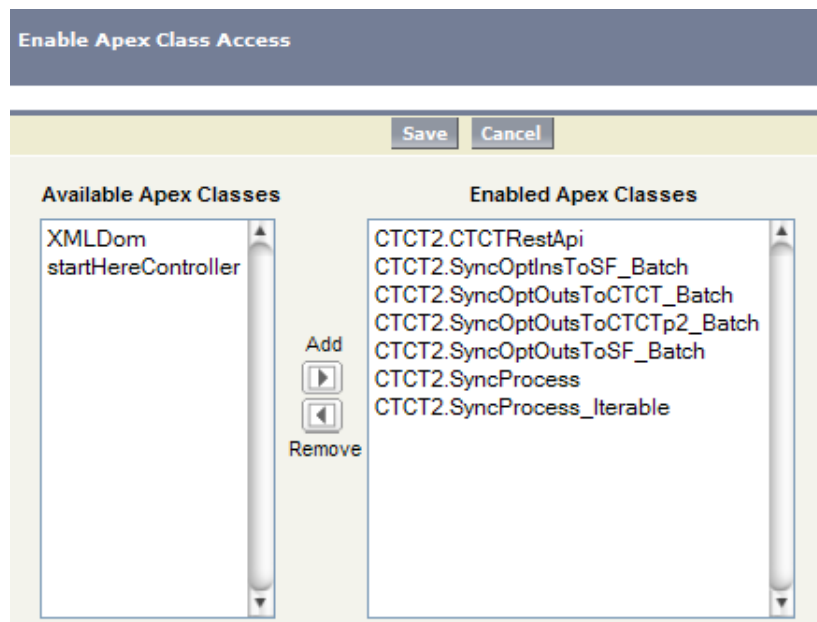 Enable Apex Class Access
Save Cancel
Available Apex Classes
XMLDom
startHereController
Add
Remove
Enabled Apex Classes
CTCT2.CTCTRestApi
CTCT2.SyncOptInsToSF_Batch
CTCT2.SyncOptOutsToCTCT_Batch
CTCT2.SyncOptOutsToCTCTp2_Batch
CTCT2.SyncOptOutsToSF_Batch
CTCT2.SyncProcess
CTCT2.SyncProcess_Iterable